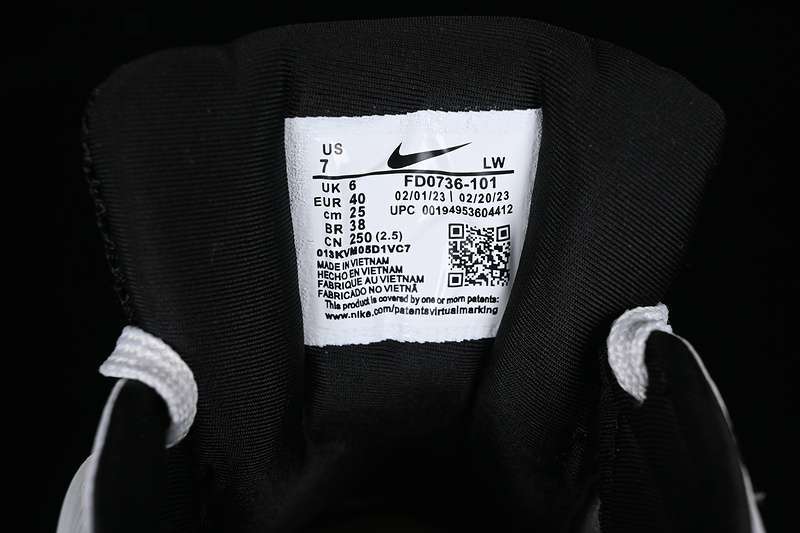 US
7 LW
UK 6 FD0736-101
EUR 40 02/01/23 | 02/20/23
cm 25 UPC 00194953604412
BR 38
CN 250 (2.5)
013KVM05D1VC7
MADE IN VIETNAM
HECHO EN VIETNAM
FABRIQUE AU VIETNAM
FABRICADO NO VIETNÃ
This product is covered by one or more patents:
www.nike.com/patentsvirtualmarking